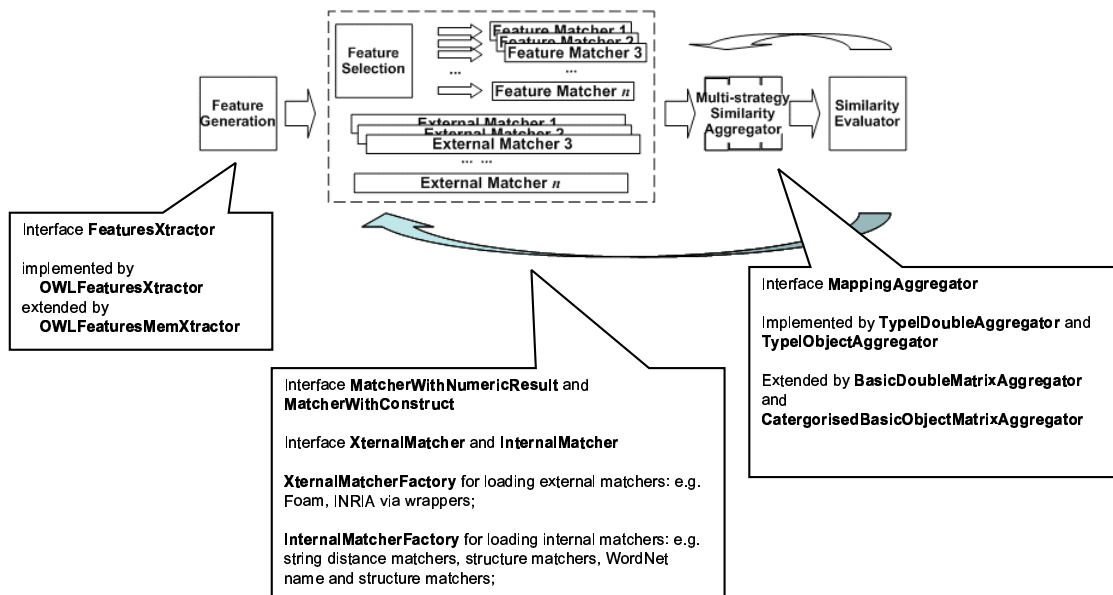 Feature
Selection
Feature Matcher 1
Feature Matcher 2
Feature Matcher 3
...
...
Feature Matcher n
Feature
Generation
External Matcher 1
External Matcher 2
External Matcher 3
... ...
External Matcher n
Multi-strategy
Similarity
Aggregator
Similarity
Evaluator
Interface FeaturesXtractor
implemented by
OWLFeaturesXtractor
extended by
OWLFeaturesMemXtractor
Interface MatcherWithNumericResult and
MatcherWithConstruct
Interface XternalMatcher and InternalMatcher
XternalMatcherFactory for loading external matchers: e.g.
Foam, INRIA via wrappers;
InternalMatcherFactory for loading internal matchers: e.g.
string distance matchers, structure matchers, WordNet
name and structure matchers;
Interface MappingAggregator
Implemented by TypeIDoubleAggregator and
TypeIObjectAggregator
Extended by BasicDoubleMatrixAggregator
and
CatergorisedBasicObjectMatrixAggregator